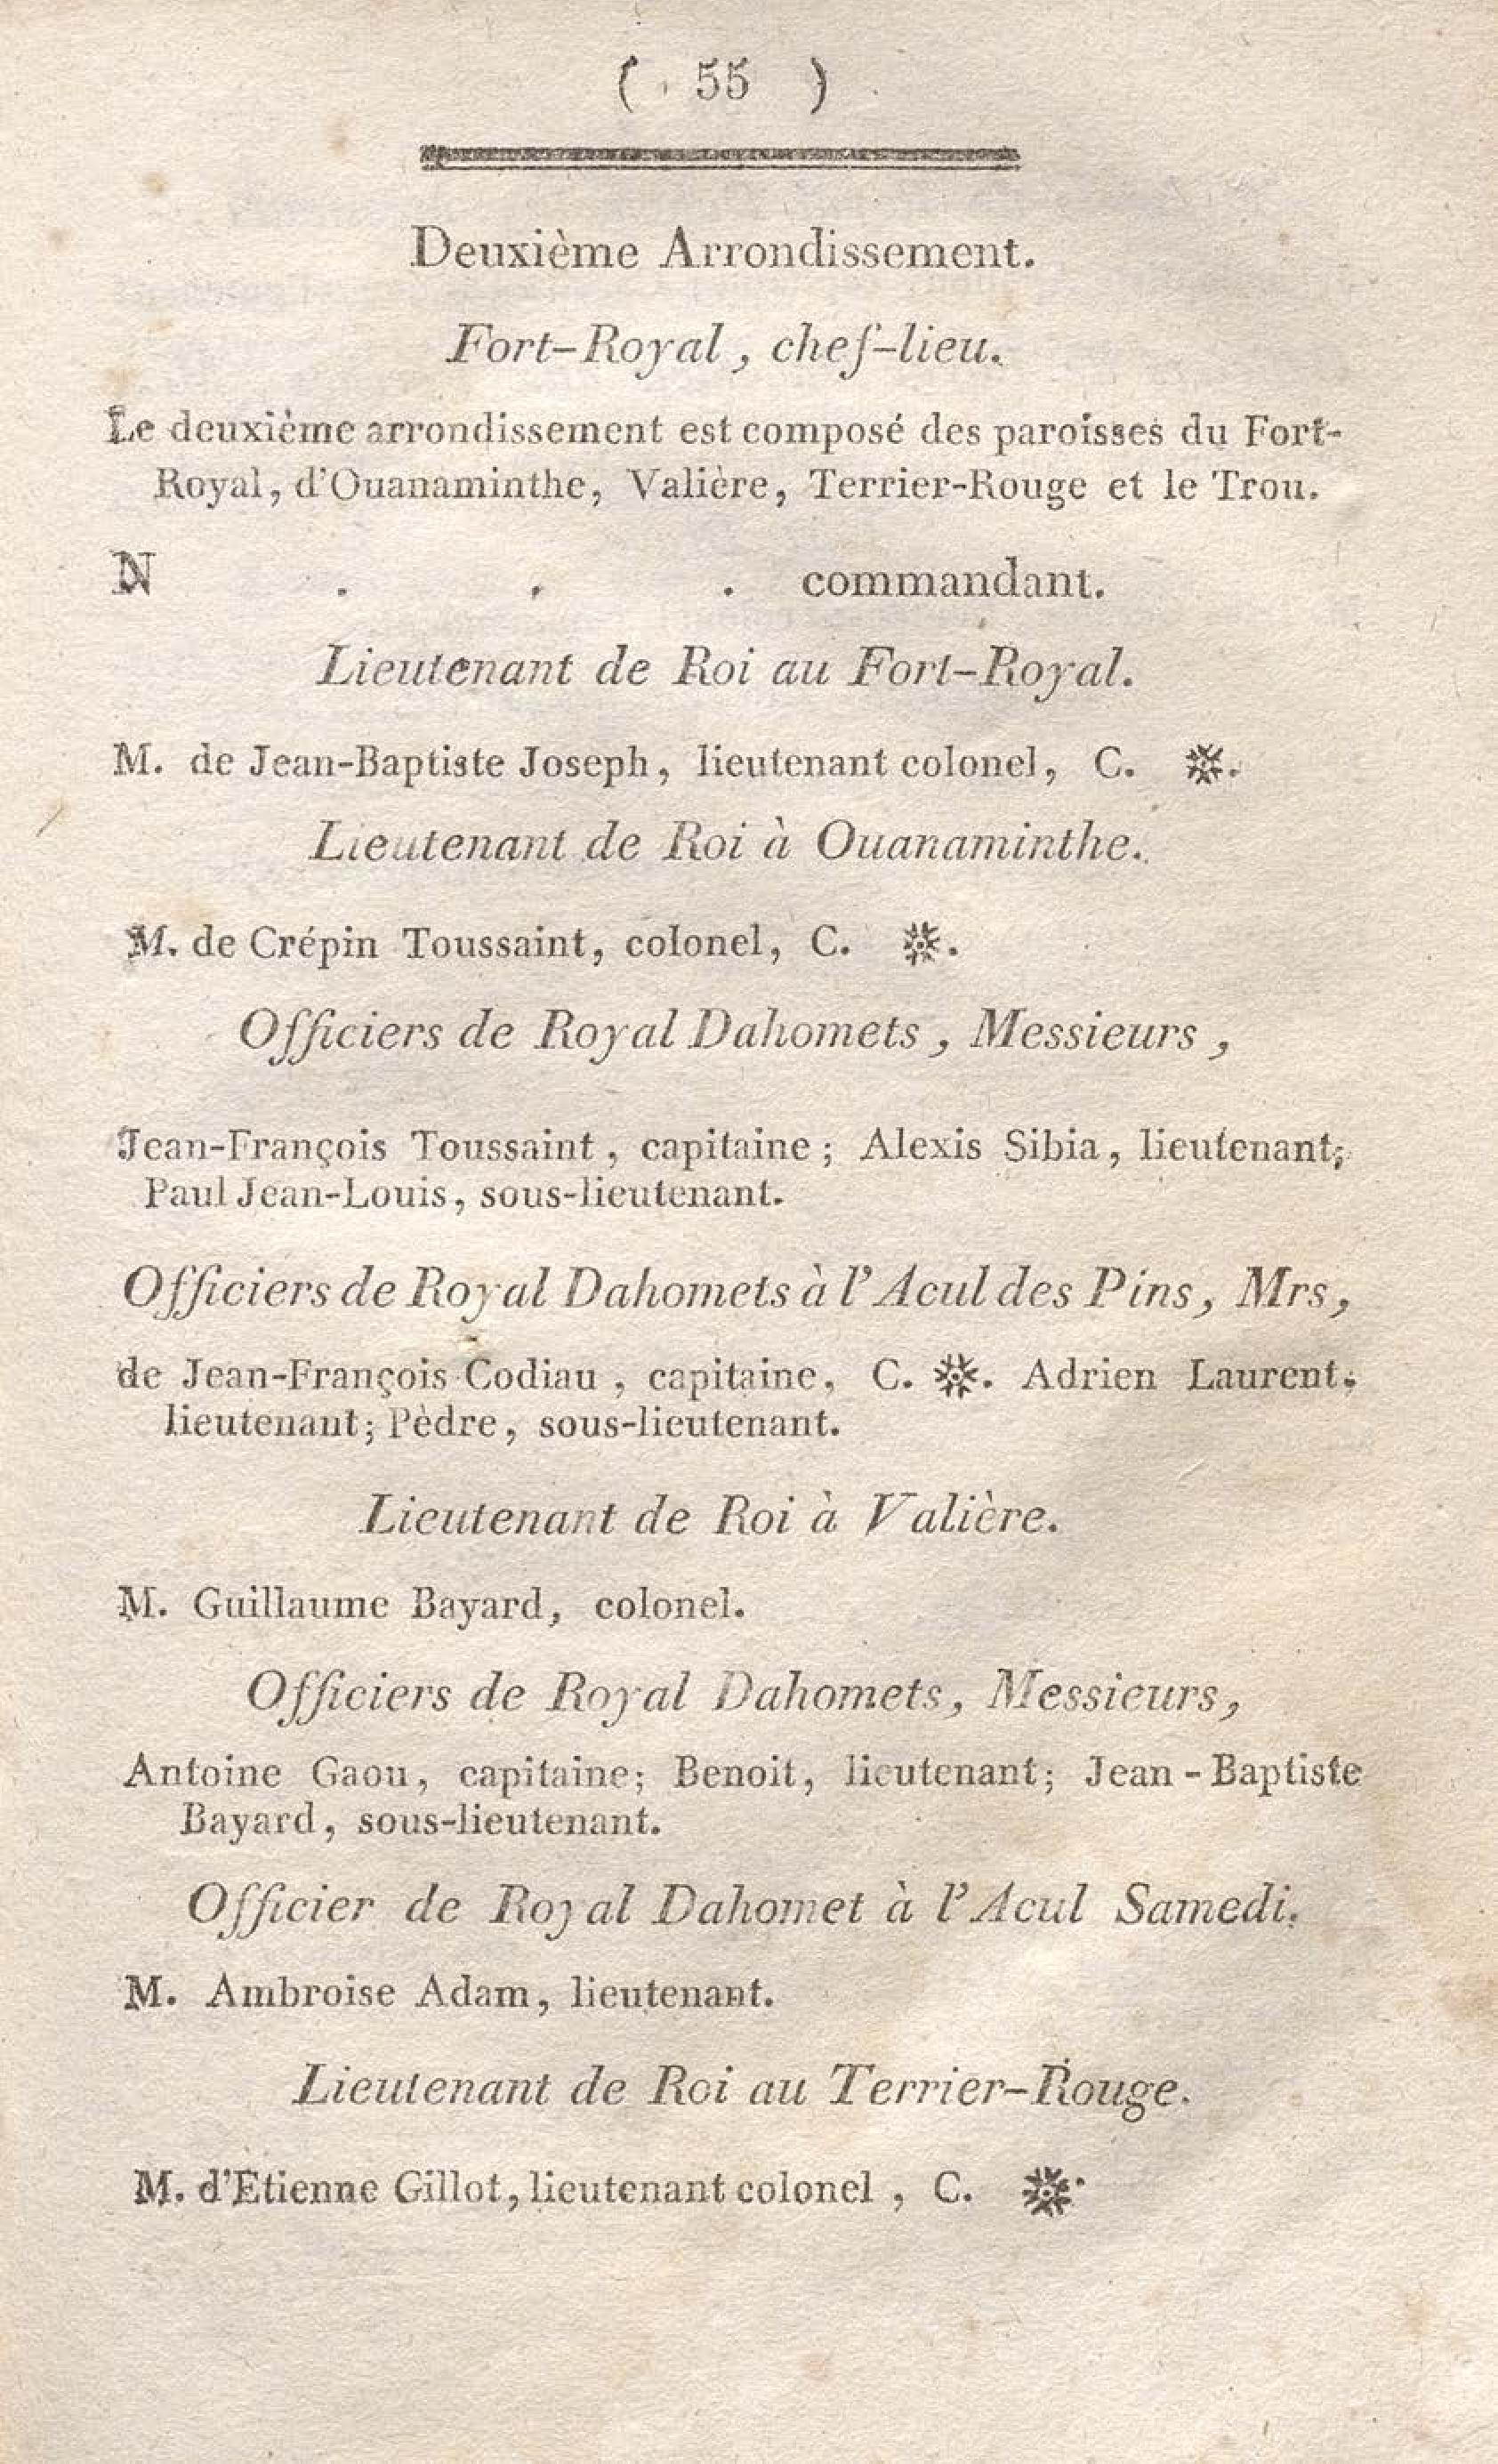 ( 55 )
Deuxième Arrondissement.
Fort-Royal, chef-lieu.
Le deuxième arrondissement est composé des paroisses du Fort-
Royal, d'Ouanaminthe, Valière, Terrier-Rouge et le Trou.
N . . . commandant.
Lieutenant de Roi au Fort-Royal.
M. de Jean-Baptiste Joseph, lieutenant colonel, C. ※.
Lieutenant de Roi à Ouanaminthe.
M. de Crépin Toussaint, colonel, C. ※.
Officiers de Royal Dahomets, Messieurs,
Jean-François Toussaint, capitaine; Alexis Sibia, lieutenant;
Paul Jean-Louis, sous-lieutenant.
Officiers de Royal Dahomets à l'Acul des Pins, Mrs,
de Jean-François Codiau, capitaine, C. ※. Adrien Laurent,
lieutenant; Pèdre, sous-lieutenant.
Lieutenant de Roi à Valière.
M. Guillaume Bayard, colonel.
Officiers de Royal Dahomets, Messieurs,
Antoine Gaou, capitaine; Benoit, lieutenant; Jean-Baptiste
Bayard, sous-lieutenant.
Officier de Royal Dahomet à l'Acul Samedi.
M. Ambroise Adam, lieutenant.
Lieutenant de Roi au Terrier-Rouge.
M. d'Etienne Gillot, lieutenant colonel, C. ※.